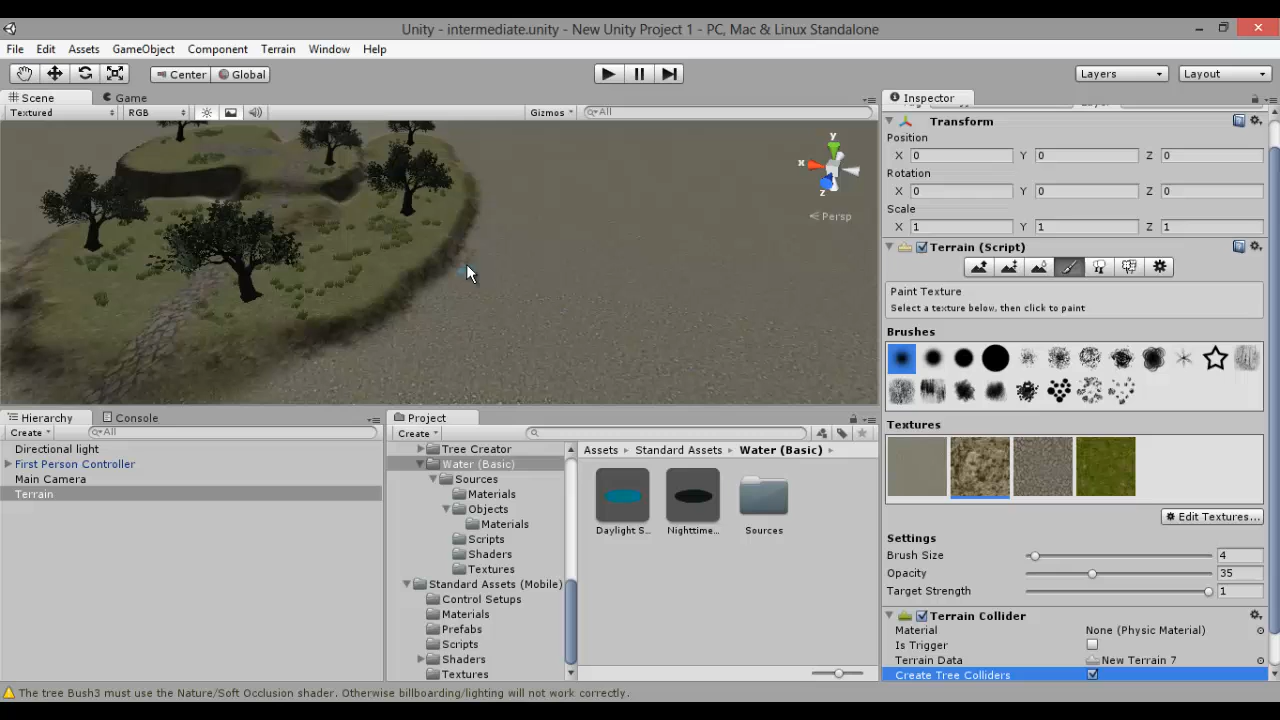 Unity - intermediate.unity - New Unity Project 1 - PC, Mac & Linux Standalone
File Edit Assets GameObject Component Terrain Window Help
Center Global Layers Layout
Scene Game
Textured RGB Gizmos All
y
x
z
Persp
Inspector
Transform
Position
X 0 Y 0 Z 0
Rotation
X 0 Y 0 Z 0
Scale
X 1 Y 1 Z 1
Terrain (Script)
Paint Texture
Select a texture below, then click to paint
Brushes
Textures
Edit Textures...
Settings
Brush Size 4
Opacity 35
Target Strength 1
Terrain Collider
Material None (Physic Material)
Is Trigger
Terrain Data New Terrain 7
Create Tree Colliders
Hierarchy Console
Create All
Directional light
First Person Controller
Main Camera
Terrain
Project
Create
Tree Creator
Water (Basic)
Sources
Materials
Objects
Materials
Scripts
Shaders
Textures
Standard Assets (Mobile)
Control Setups
Materials
Prefabs
Scripts
Shaders
Textures
Assets Standard Assets Water (Basic)
Daylight S... Nighttime... Sources
The tree Bush3 must use the Nature/Soft Occlusion shader. Otherwise billboarding/lighting will not work correctly.